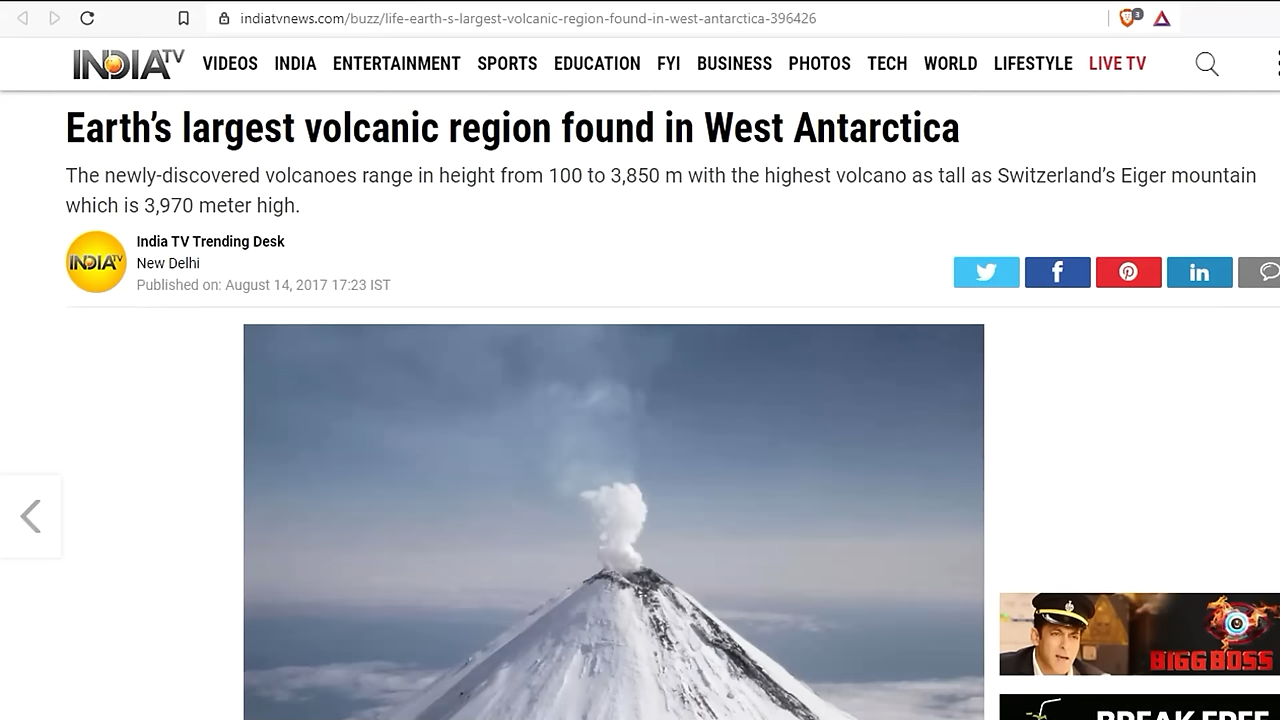 indiatvnews.com/buzz/life-earth-s-largest-volcanic-region-found-in-west-antarctica-396426
3
INDIA TV
VIDEOS INDIA ENTERTAINMENT SPORTS EDUCATION FYI BUSINESS PHOTOS TECH WORLD LIFESTYLE LIVE TV
Earth’s largest volcanic region found in West Antarctica
The newly-discovered volcanoes range in height from 100 to 3,850 m with the highest volcano as tall as Switzerland’s Eiger mountain
which is 3,970 meter high.
INDIA TV
India TV Trending Desk
New Delhi
Published on: August 14, 2017 17:23 IST
BIGG BOSS
BREAK FREE